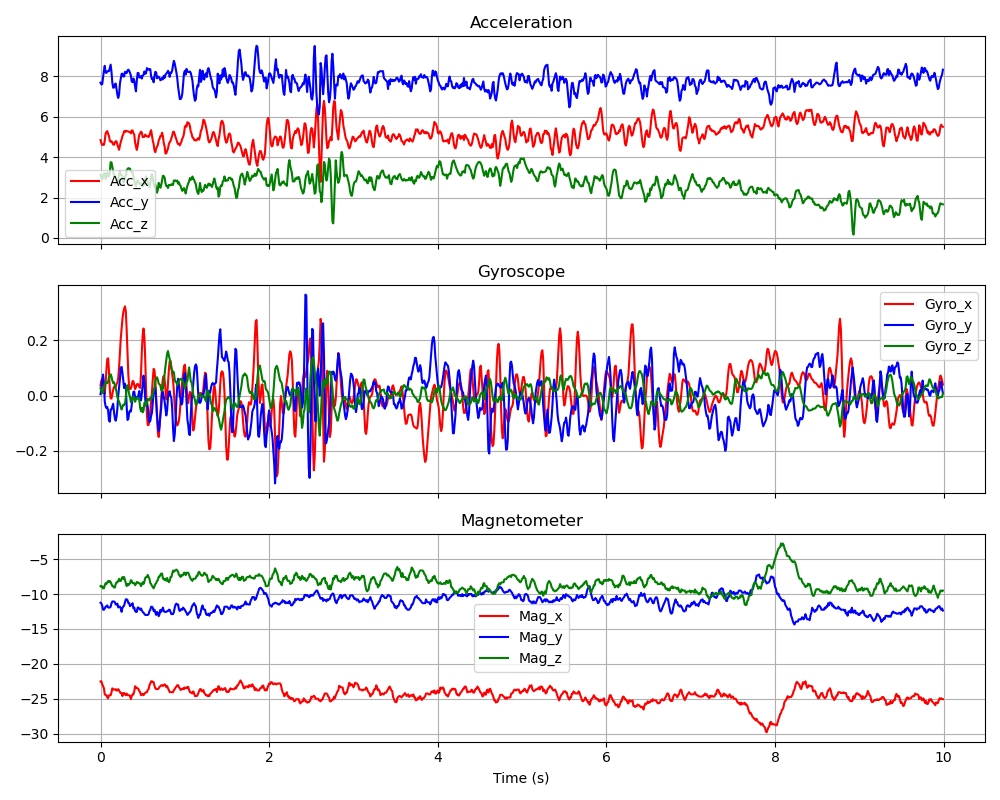 Acceleration
8
6
4
2
0
Acc_x
Acc_y
Acc_z
Gyroscope
0.2
0.0
−0.2
Gyro_x
Gyro_y
Gyro_z
Magnetometer
−5
−10
−15
−20
−25
−30
Mag_x
Mag_y
Mag_z
0 2 4 6 8 10
Time (s)